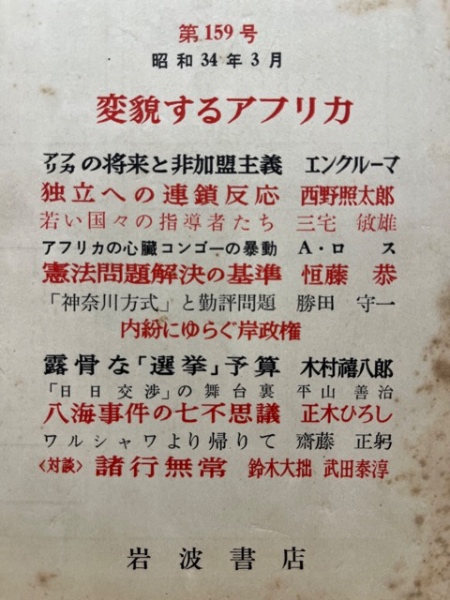 第159号
昭和34年3月
変貌するアフリカ
アフリカの将来と非加盟主義 エンクルーマ
独立への連鎖反応 西野照太郎
若い国々の指導者たち 三宅 敏雄
アフリカの心臓コンゴーの暴動 A・ロス
憲法問題解決の基準 恒藤 恭
「神奈川方式」と勤評問題 勝田 守一
内紛にゆらぐ岸政権
露骨な「選挙」予算 木村禧八郎
「日日交渉」の舞台裏 平山 善治
八海事件の七不思議 正木ひろし
ワルシャワより帰りて 齋藤 正躬
〈対談〉 諸行無常 鈴木大拙 武田泰淳
岩波書店